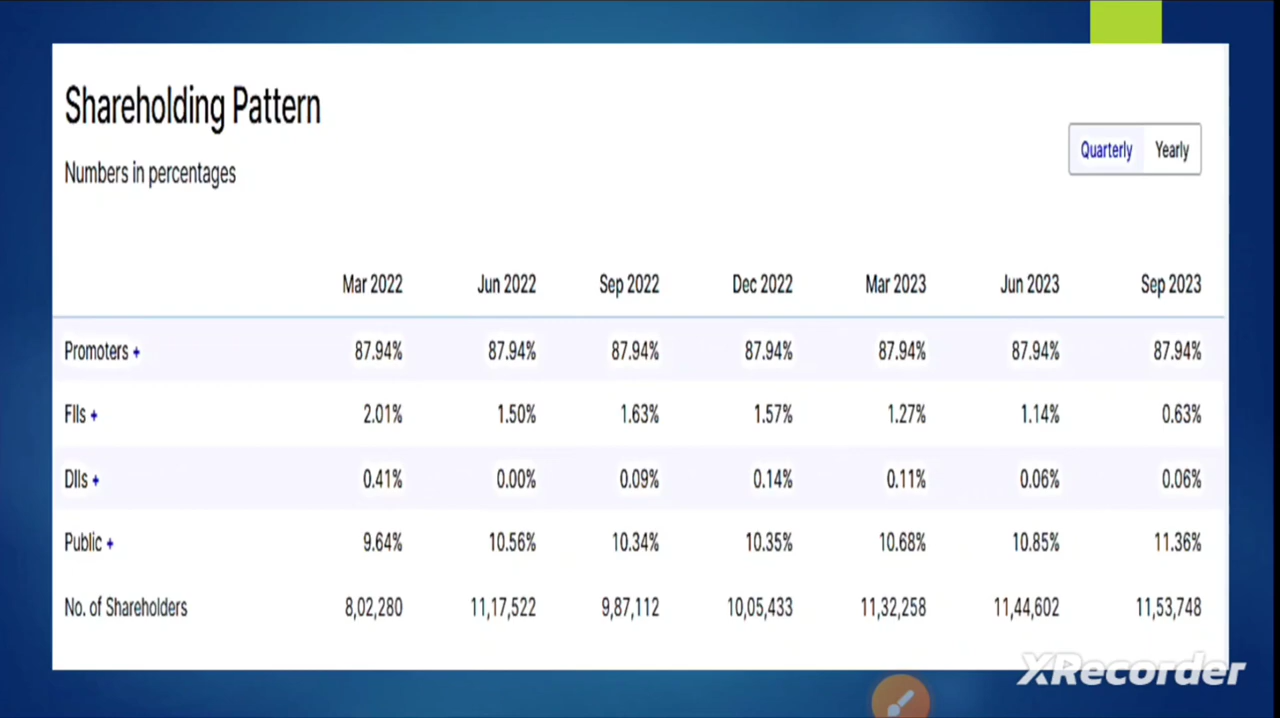 Shareholding Pattern
Numbers in percentages
Quarterly Yearly
Mar 2022 Jun 2022 Sep 2022 Dec 2022 Mar 2023 Jun 2023 Sep 2023
Promoters + 87.94% 87.94% 87.94% 87.94% 87.94% 87.94% 87.94%
FIIs + 2.01% 1.50% 1.63% 1.57% 1.27% 1.14% 0.63%
DIIs + 0.41% 0.00% 0.09% 0.14% 0.11% 0.06% 0.06%
Public + 9.64% 10.56% 10.34% 10.35% 10.68% 10.85% 11.36%
No. of Shareholders 8,02,280 11,17,522 9,87,112 10,05,433 11,32,258 11,44,602 11,53,748
XRecorder